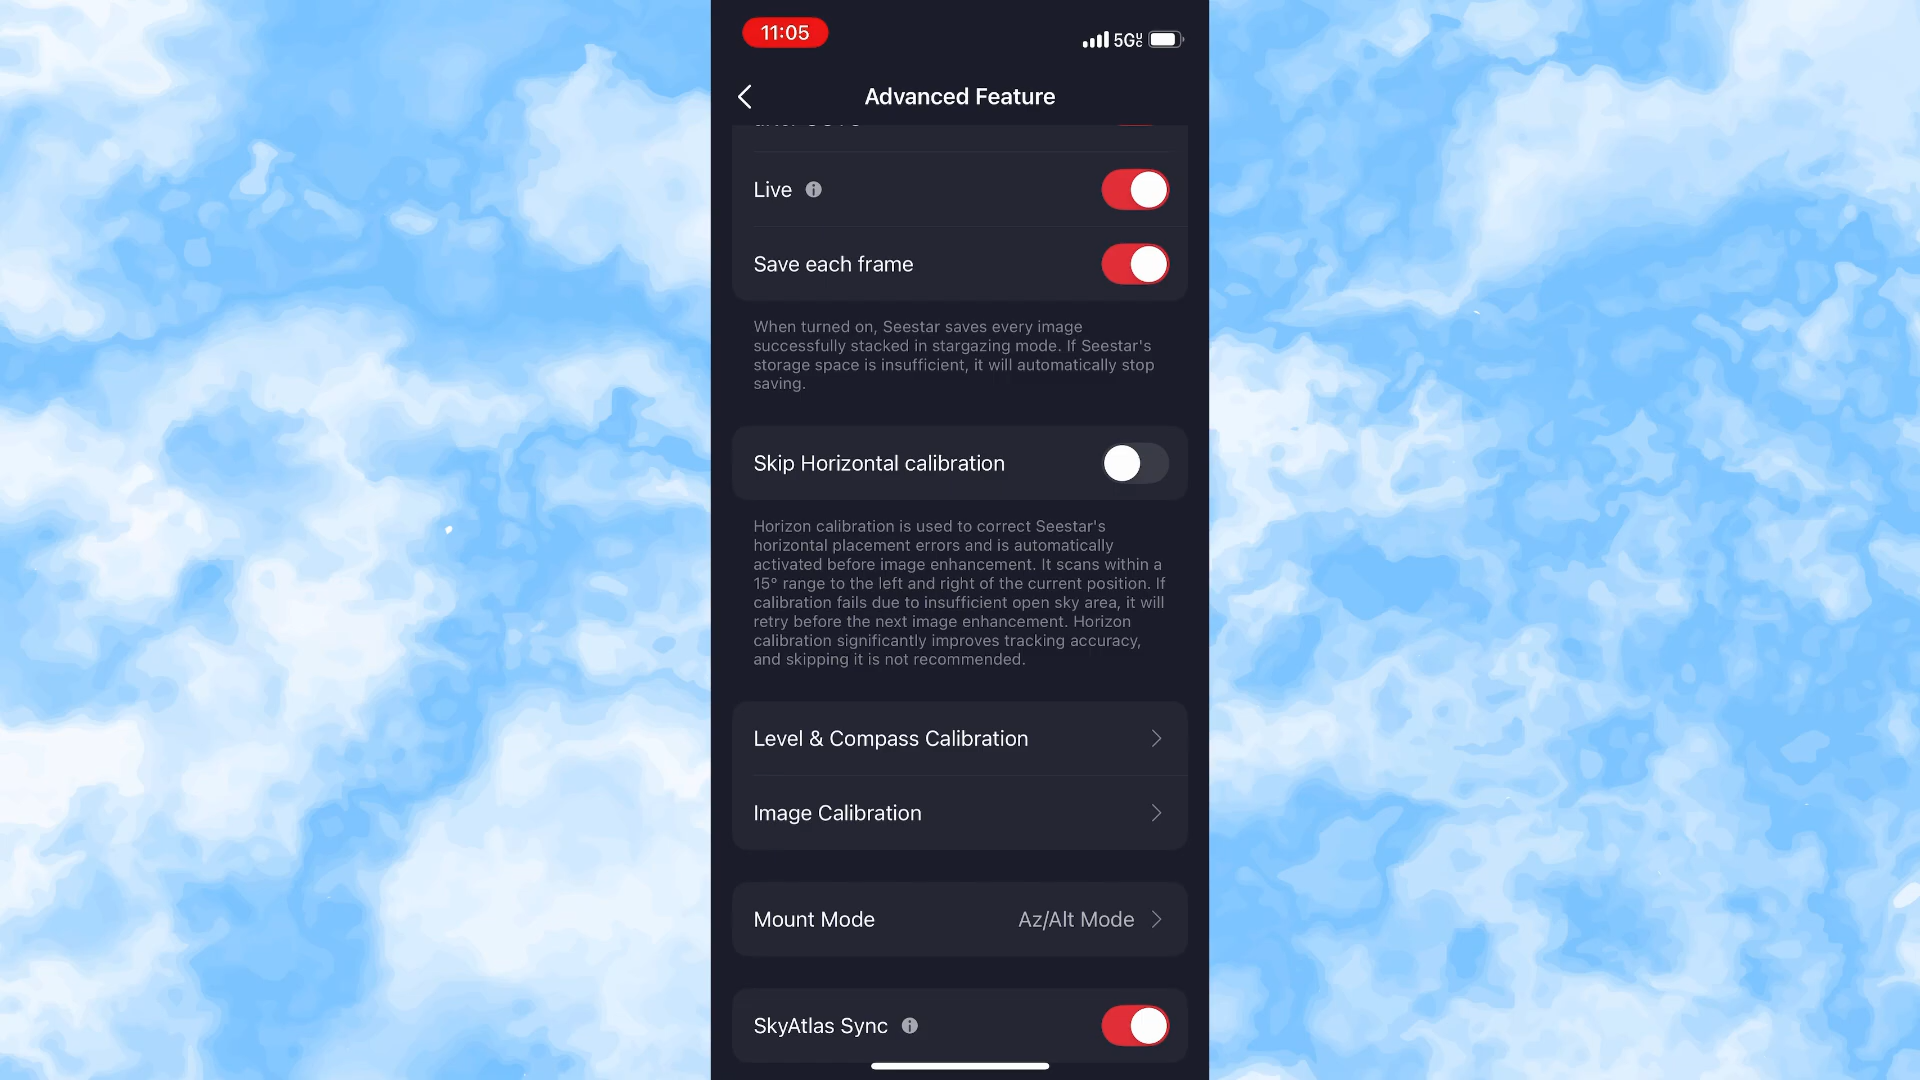 11:05
5G
Advanced Feature
Live
Save each frame
When turned on, Seestar saves every image
successfully stacked in stargazing mode. If Seestar's
storage space is insufficient, it will automatically stop
saving.
Skip Horizontal calibration
Horizon calibration is used to correct Seestar's
horizontal placement errors and is automatically
activated before image enhancement. It scans within a
15° range to the left and right of the current position. If
calibration fails due to insufficient open sky area, it will
retry before the next image enhancement. Horizon
calibration significantly improves tracking accuracy,
and skipping it is not recommended.
Level & Compass Calibration
Image Calibration
Mount Mode Az/Alt Mode
SkyAtlas Sync